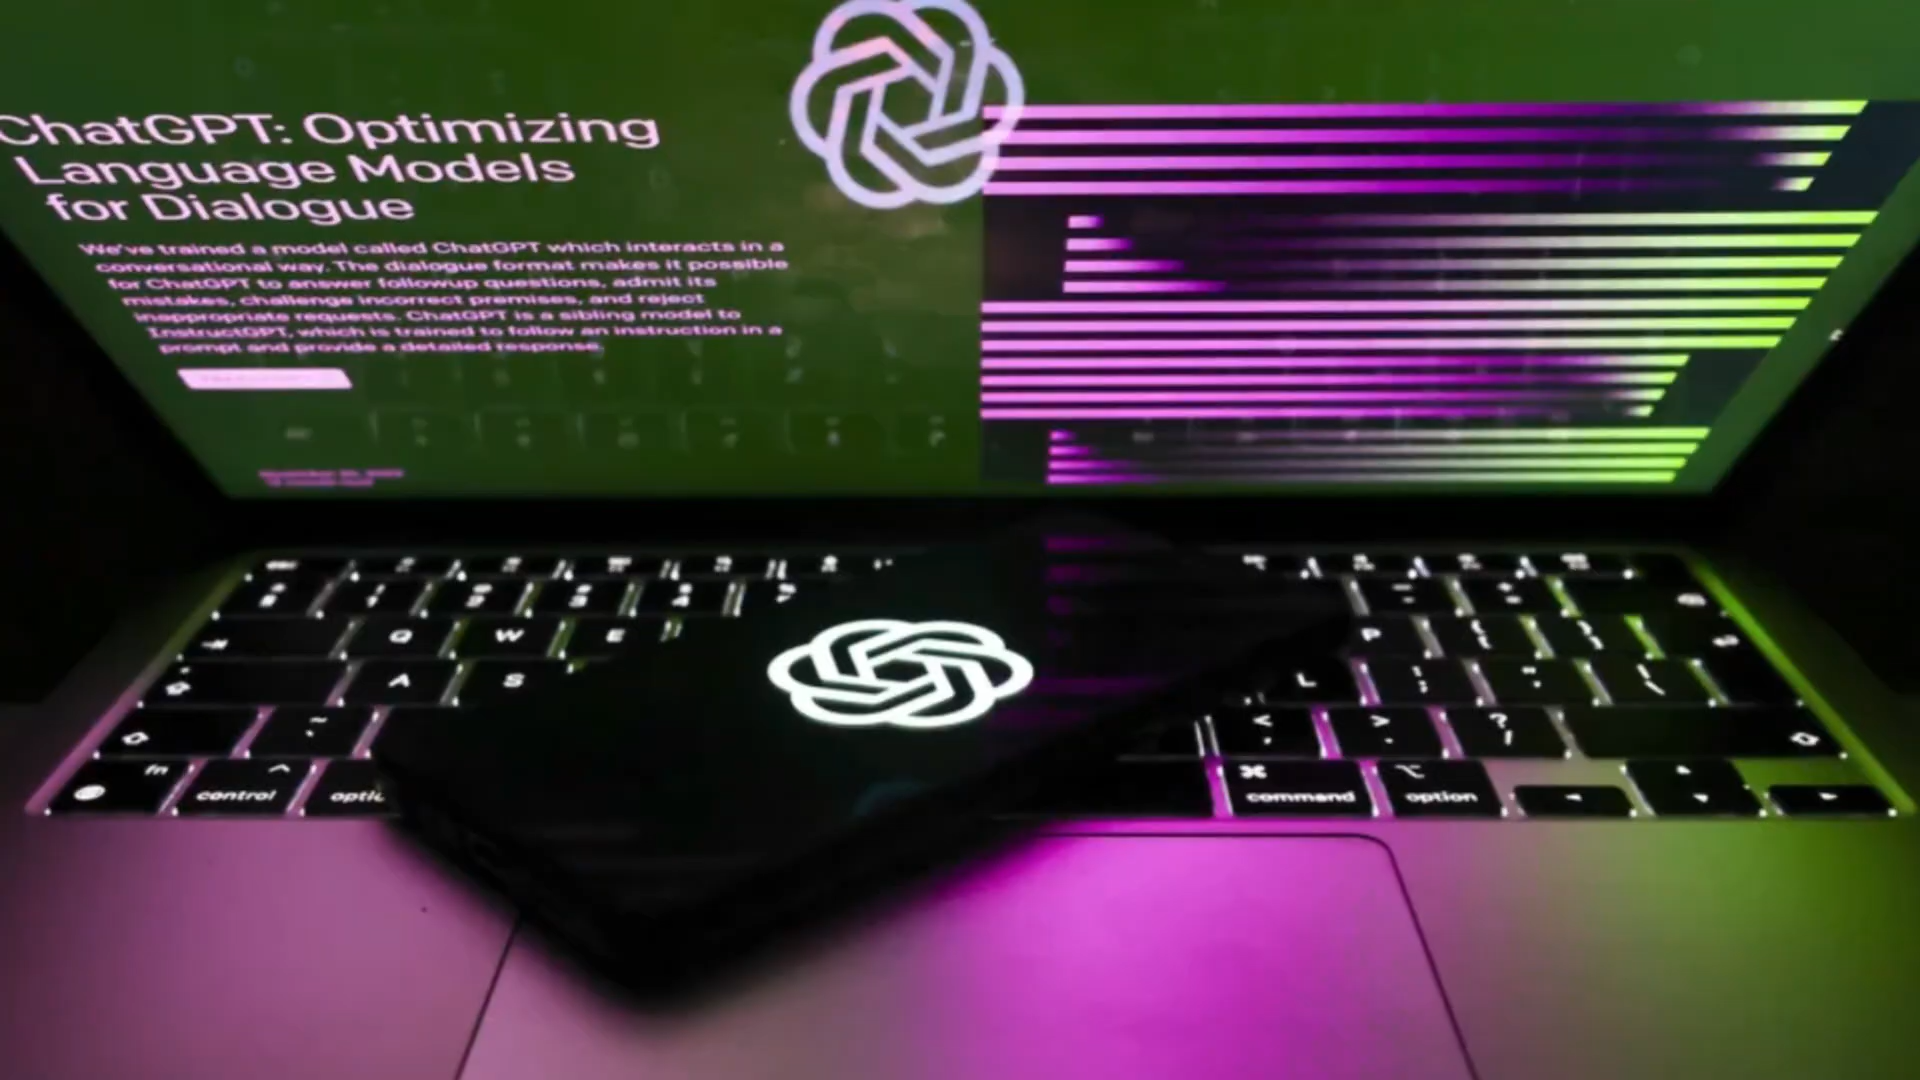 ChatGPT: Optimizing
Language Models
for Dialogue
We've trained a model called ChatGPT which interacts in a
conversational way. The dialogue format makes it possible
for ChatGPT to answer followup questions, admit its
mistakes, challenge incorrect premises, and reject
inappropriate requests. ChatGPT is a sibling model to
InstructGPT, which is trained to follow an instruction in a
prompt and provide a detailed response.
Q W E P
A S L
fn control optic command option